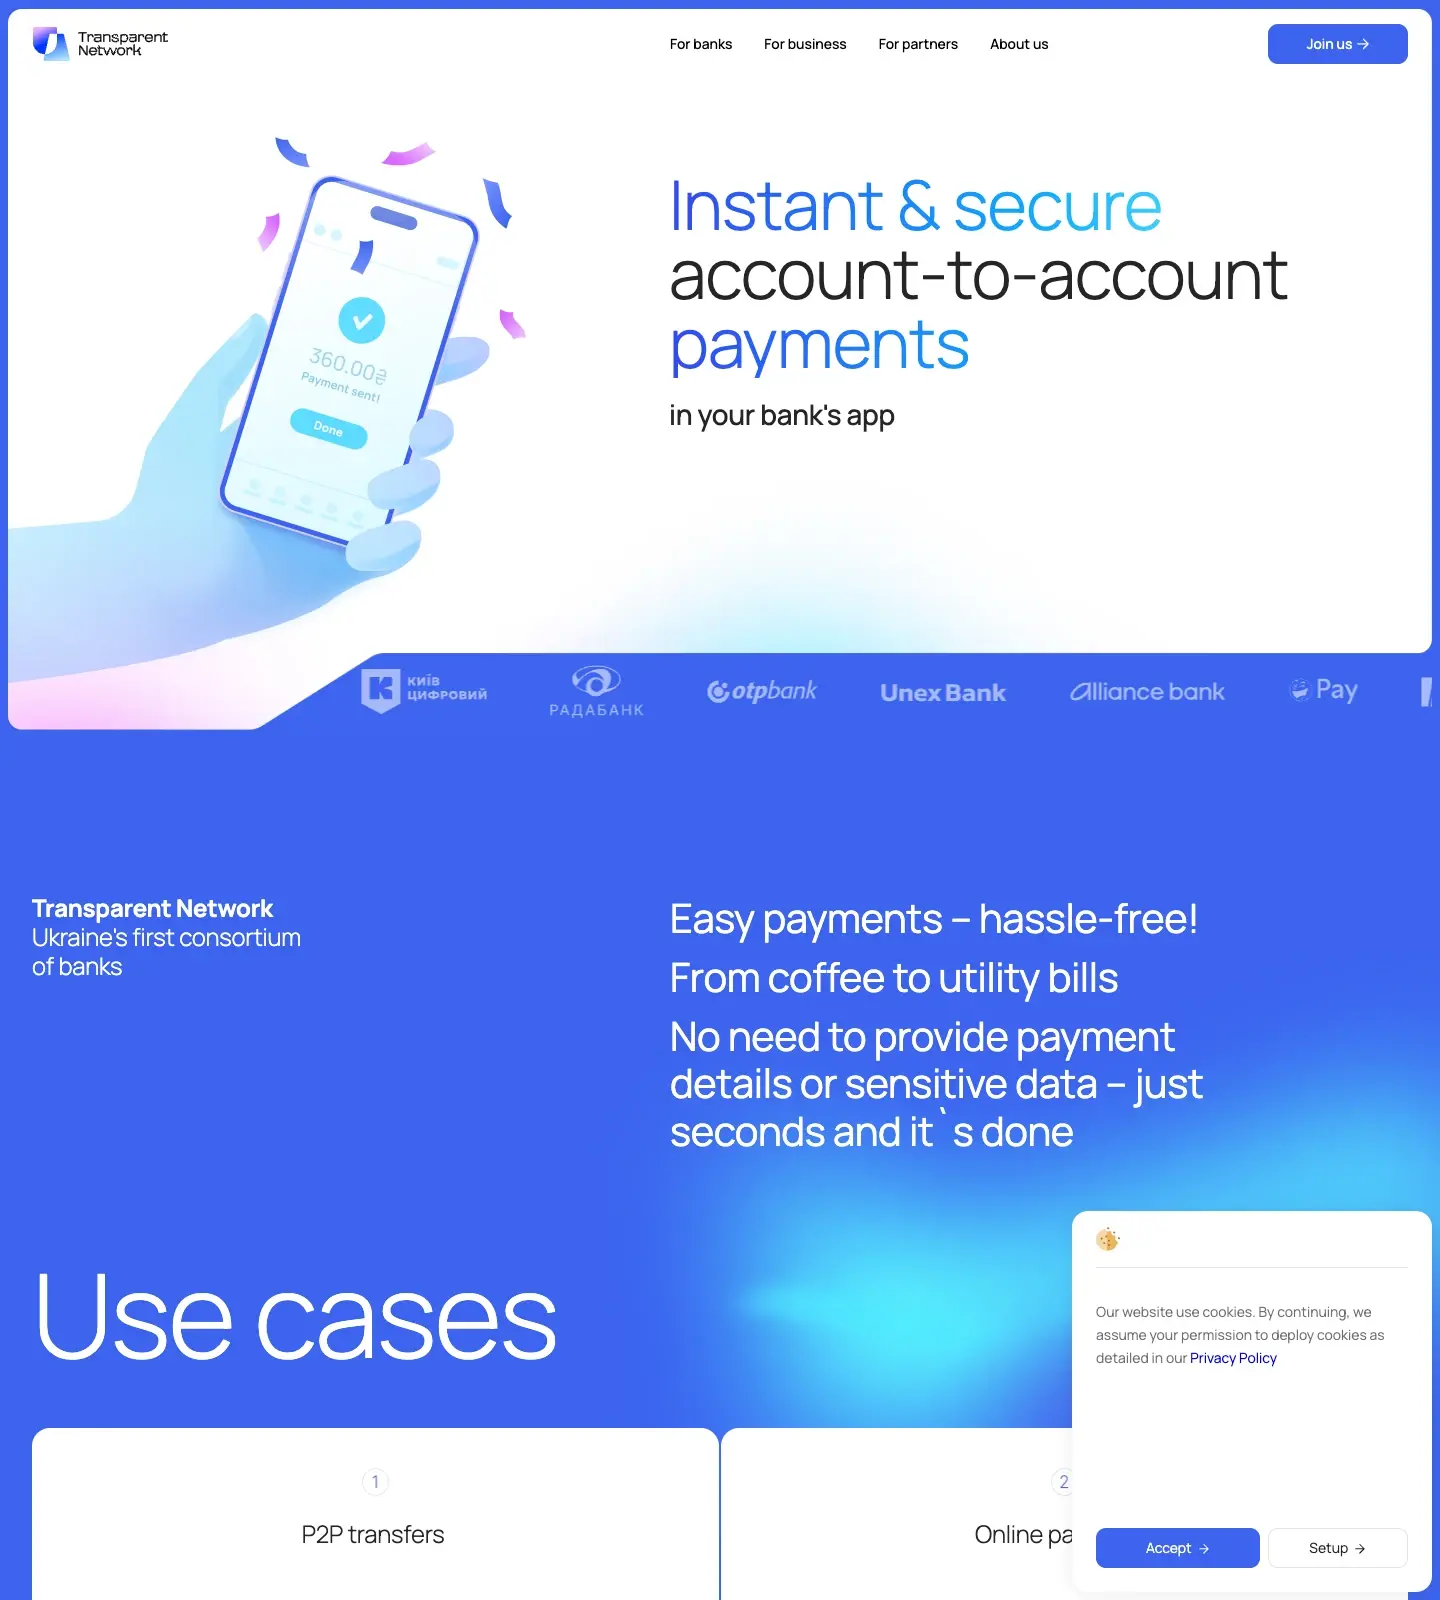 Transparent
Network
For banks
For business
For partners
About us
Join us →
Instant & secure
account-to-account
payments
in your bank's app
360.00₴
Payment sent!
Done
КИЇВ
ЦИФРОВИЙ
РАДАБАНК
otpbank
Unex Bank
alliance bank
Pay
Transparent Network
Ukraine's first consortium
of banks
Easy payments – hassle-free!
From coffee to utility bills
No need to provide payment
details or sensitive data – just
seconds and it`s done
Use cases
1
P2P transfers
2
Online pa
Our website use cookies. By continuing, we
assume your permission to deploy cookies as
detailed in our Privacy Policy
Accept →
Setup →